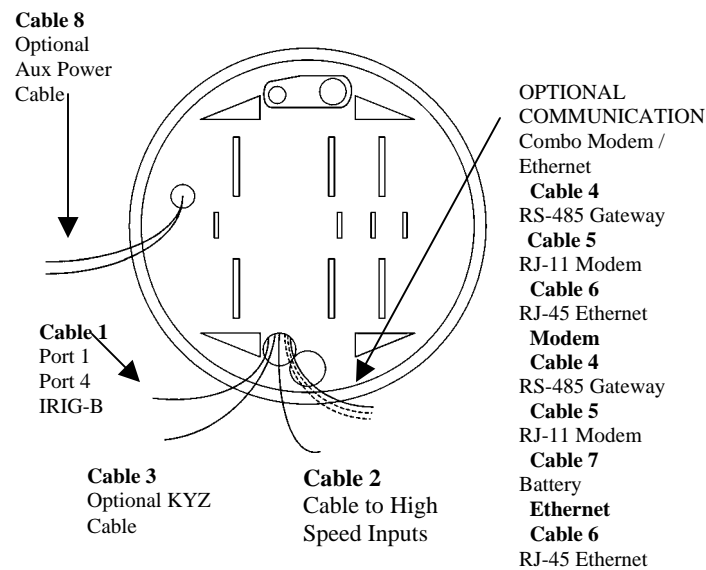 Cable 8
Optional
Aux Power
Cable
OPTIONAL
COMMUNICATION
Combo Modem /
Ethernet
Cable 4
RS-485 Gateway
Cable 5
RJ-11 Modem
Cable 6
RJ-45 Ethernet
Modem
Cable 4
RS-485 Gateway
Cable 5
RJ-11 Modem
Cable 7
Battery
Ethernet
Cable 6
RJ-45 Ethernet
Cable 1
Port 1
Port 4
IRIG-B
Cable 3
Optional KYZ
Cable
Cable 2
Cable to High
Speed Inputs